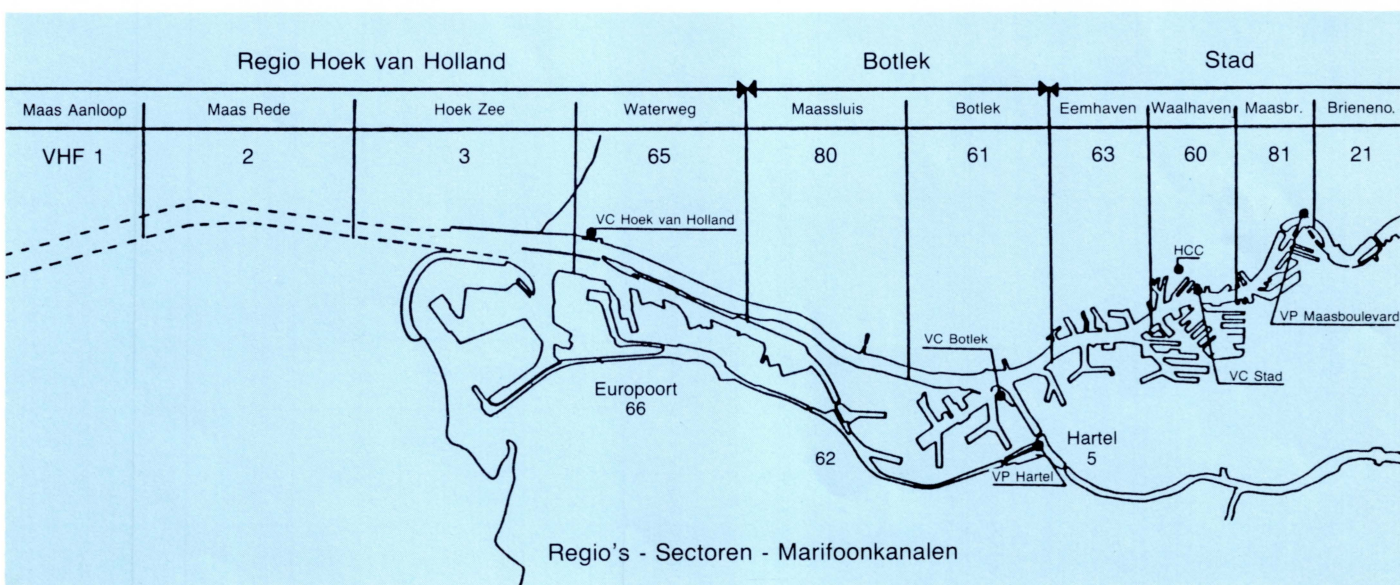 Regio Hoek van Holland Botlek Stad
Maas Aanloop Maas Rede Hoek Zee Waterweg Maassluis Botlek Eemhaven Waalhaven Maasbr. Brieneno.
VHF 1 2 3 65 80 61 63 60 81 21
VC Hoek van Holland
HCC
VP Maasboulevard
VC Botlek
VC Stad
Europoort
66
Hartel
5
62
VP Hartel
Regio's - Sectoren - Marifoonkanalen